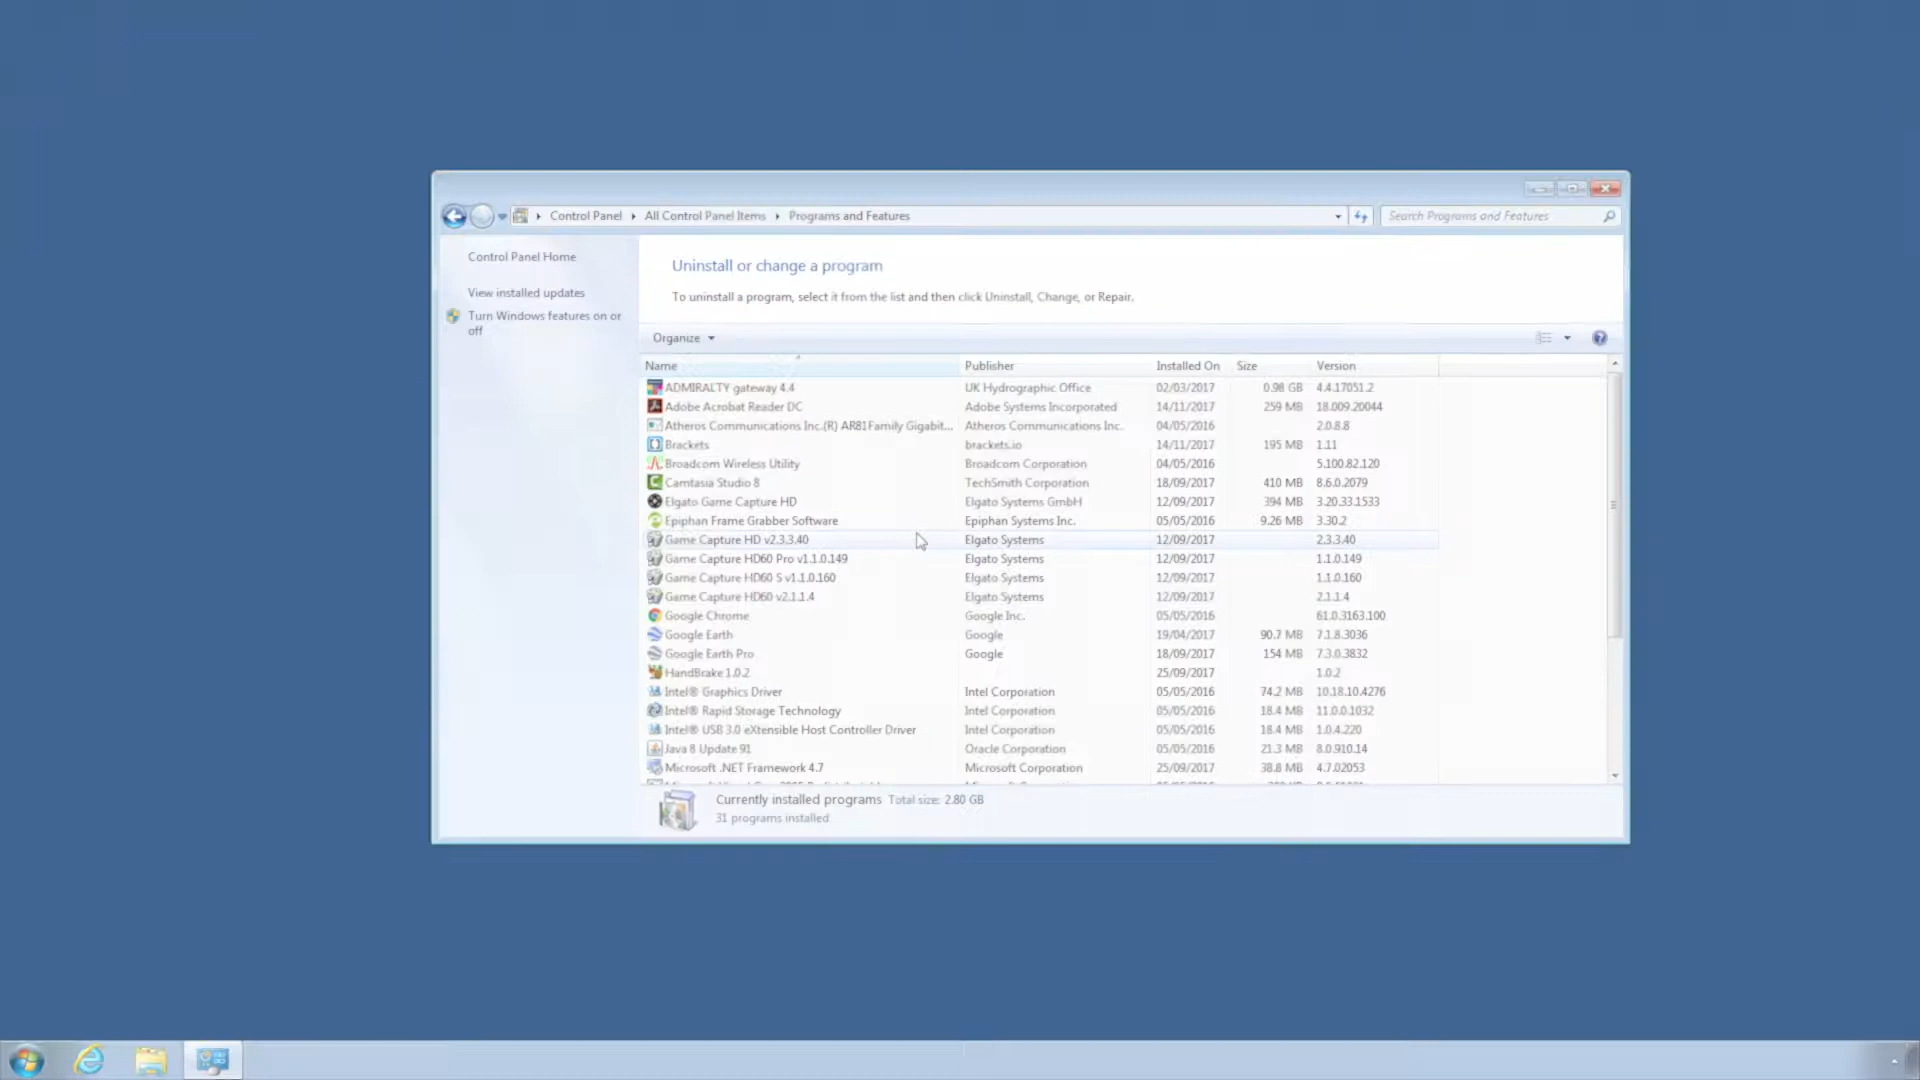 Control Panel All Control Panel Items Programs and Features Search Programs and Features
Control Panel Home
View installed updates
Turn Windows features on or
off
Uninstall or change a program
To uninstall a program, select it from the list and then click Uninstall, Change, or Repair.
Organize
Name Publisher Installed On Size Version
ADMIRALTY gateway 4.4 UK Hydrographic Office 02/03/2017 0.98 GB 4.4.17051.2
Adobe Acrobat Reader DC Adobe Systems Incorporated 14/11/2017 259 MB 18.009.20044
Atheros Communications Inc.(R) AR81Family Gigabit... Atheros Communications Inc. 04/05/2016 2.0.8.8
Brackets brackets.io 14/11/2017 195 MB 1.11
Broadcom Wireless Utility Broadcom Corporation 04/05/2016 5.100.82.120
Camtasia Studio 8 TechSmith Corporation 18/09/2017 410 MB 8.6.0.2079
Elgato Game Capture HD Elgato Systems GmbH 12/09/2017 394 MB 3.20.33.1533
Epiphan Frame Grabber Software Epiphan Systems Inc. 05/05/2016 9.26 MB 3.30.2
Game Capture HD v2.3.3.40 Elgato Systems 12/09/2017 2.3.3.40
Game Capture HD60 Pro v1.1.0.149 Elgato Systems 12/09/2017 1.1.0.149
Game Capture HD60 S v1.1.0.160 Elgato Systems 12/09/2017 1.1.0.160
Game Capture HD60 v2.1.1.4 Elgato Systems 12/09/2017 2.1.1.4
Google Chrome Google Inc. 05/05/2016 61.0.3163.100
Google Earth Google 19/04/2017 90.7 MB 7.1.8.3036
Google Earth Pro Google 18/09/2017 154 MB 7.3.0.3832
HandBrake 1.0.2 25/09/2017 1.0.2
Intel® Graphics Driver Intel Corporation 05/05/2016 74.2 MB 10.18.10.4276
Intel® Rapid Storage Technology Intel Corporation 05/05/2016 18.4 MB 11.0.0.1032
Intel® USB 3.0 eXtensible Host Controller Driver Intel Corporation 05/05/2016 18.4 MB 1.0.4.220
Java 8 Update 91 Oracle Corporation 05/05/2016 21.3 MB 8.0.910.14
Microsoft .NET Framework 4.7 Microsoft Corporation 25/09/2017 38.8 MB 4.7.02053
Currently installed programs Total size: 2.80 GB
31 programs installed